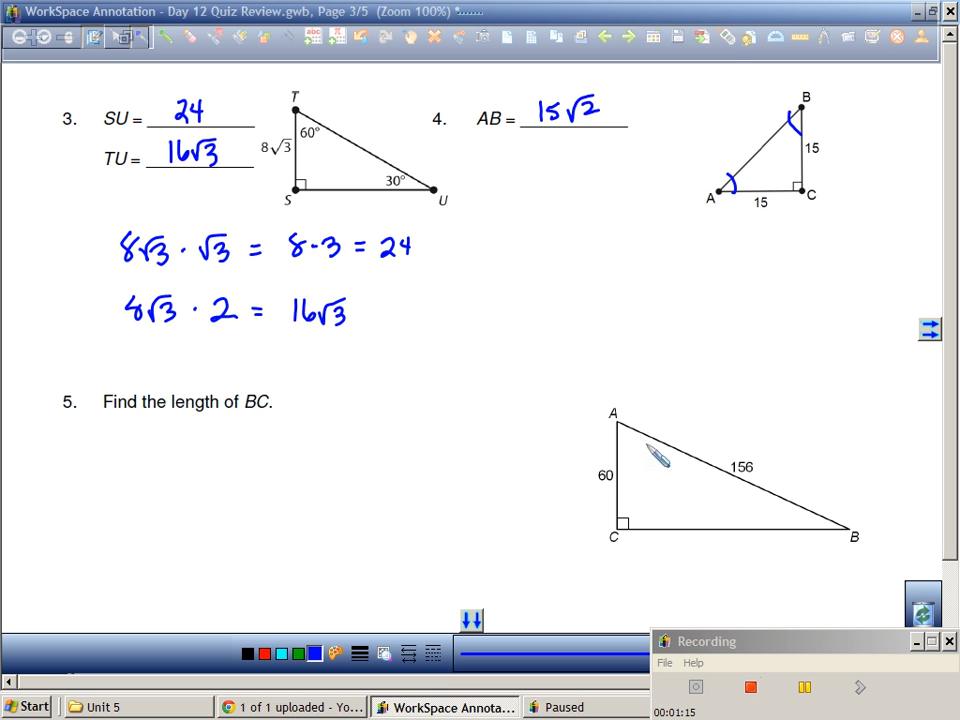 WorkSpace Annotation - Day 12 Quiz Review.gwb, Page 3/5 (Zoom 100%) *
3. SU = 24
TU = 16√3
T
60°
8√3
30°
S
U
4. AB = 15√2
B
15
A
15
C
8√3 · √3 = 8·3 = 24
8√3 · 2 = 16√3
5. Find the length of BC.
A
60
156
C
B
Recording
File Help
00:01:15
Start
Unit 5
1 of 1 uploaded - Yo...
WorkSpace Annota...
Paused